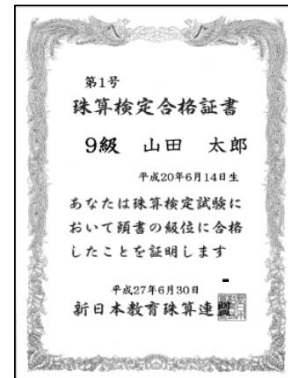 第1号
珠算検定合格証書
9級 山田 太郎
平成20年6月14日生
あなたは珠算検定試験に
おいて頭書の級位に合格
したことを証明します
平成27年6月30日
新日本教育珠算連